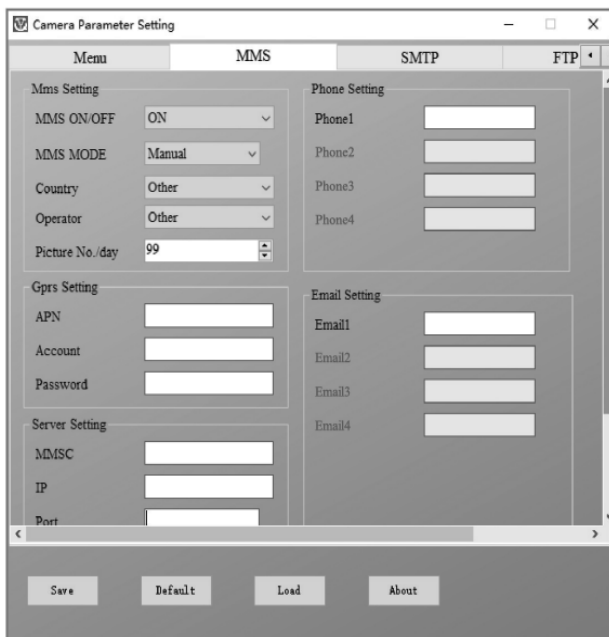 Camera Parameter Setting
Menu MMS SMTP FTP
Mms Setting
MMS ON/OFF ON
MMS MODE Manual
Country Other
Operator Other
Picture No./day 99
Gprs Setting
APN
Account
Password
Server Setting
MMSC
IP
Port
Phone Setting
Phone1
Phone2
Phone3
Phone4
Email Setting
Email1
Email2
Email3
Email4
Save Default Load About